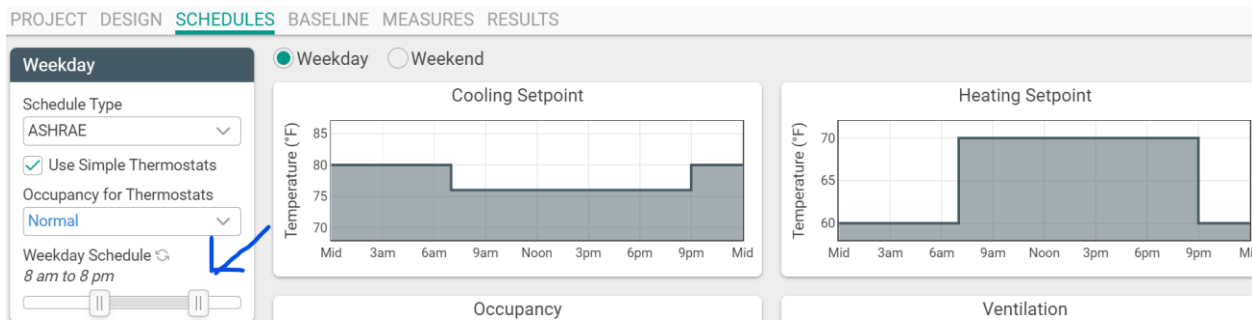 PROJECT DESIGN SCHEDULES BASELINE MEASURES RESULTS
Weekday
Schedule Type
ASHRAE
Use Simple Thermostats
Occupancy for Thermostats
Normal
Weekday Schedule
8 am to 8 pm
Weekday Weekend
Cooling Setpoint
Temperature (°F)
85
80
75
70
Mid 3am 6am 9am Noon 3pm 6pm 9pm Mid
Heating Setpoint
Temperature (°F)
70
65
60
Mid 3am 6am 9am Noon 3pm 6pm 9pm Mi
Occupancy
Ventilation